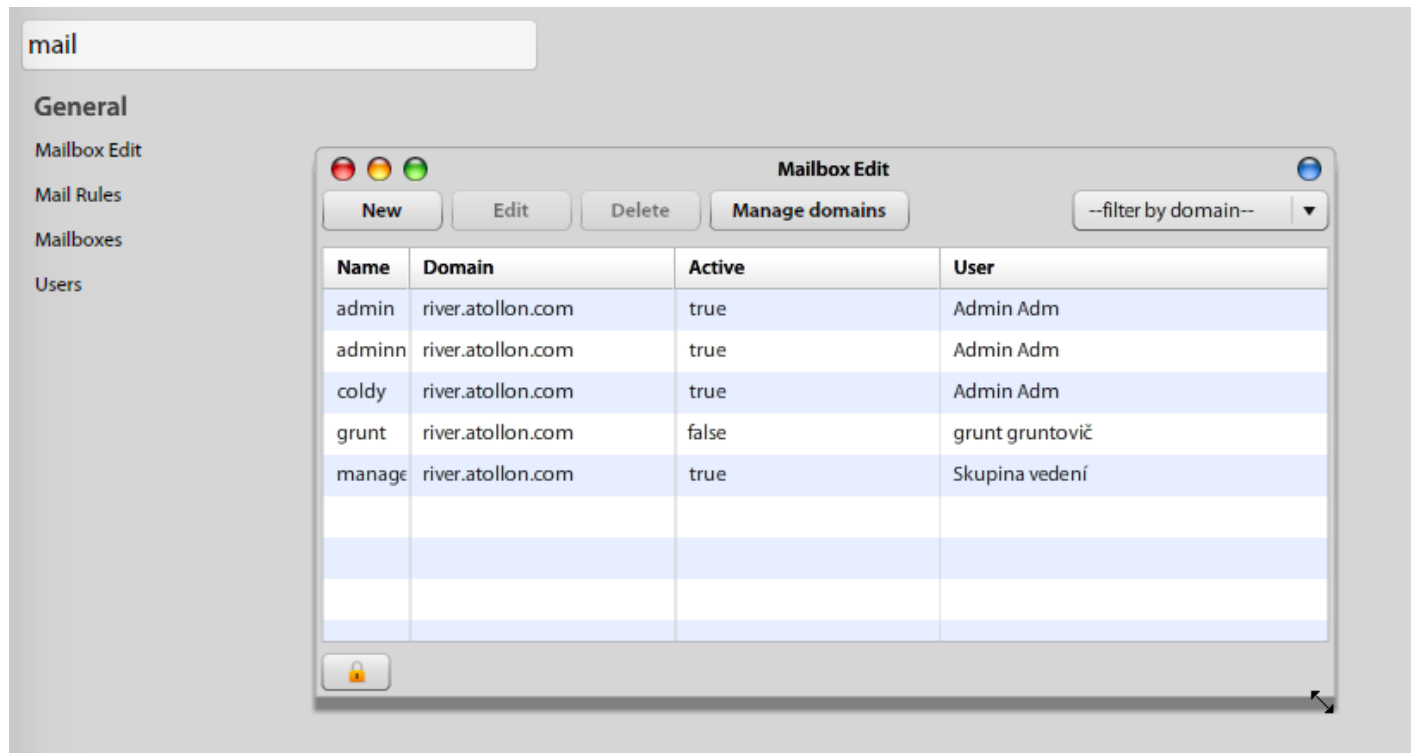 mail
General
Mailbox Edit
Mail Rules
Mailboxes
Users
Mailbox Edit
New Edit Delete Manage domains --filter by domain--
Name Domain Active User
admin river.atollon.com true Admin Adm
adminn river.atollon.com true Admin Adm
coldy river.atollon.com true Admin Adm
grunt river.atollon.com false grunt gruntovič
manage river.atollon.com true Skupina vedení